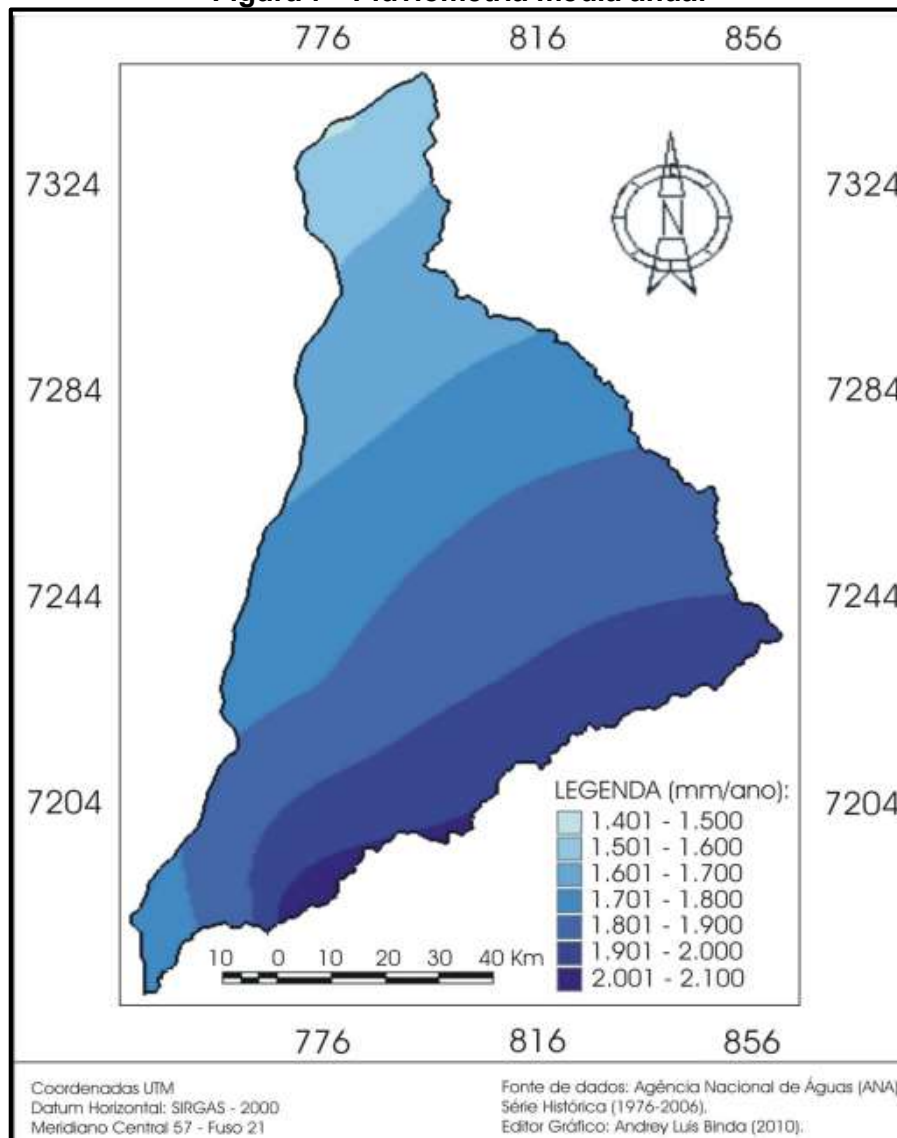 776 816 856
7324 7324
N
7284 7284
7244 7244
7204 7204
LEGENDA (mm/ano):
1.401 - 1.500
1.501 - 1.600
1.601 - 1.700
1.701 - 1.800
1.801 - 1.900
1.901 - 2.000
2.001 - 2.100
10 0 10 20 30 40 Km
776 816 856
Coordenadas UTM
Datum Horizontal: SIRGAS - 2000
Meridiano Central 57 - Fuso 21
Fonte de dados: Agência Nacional de Águas (ANA)
Série Histórica (1976-2006).
Editor Gráfico: Andrey Luis Binda (2010).